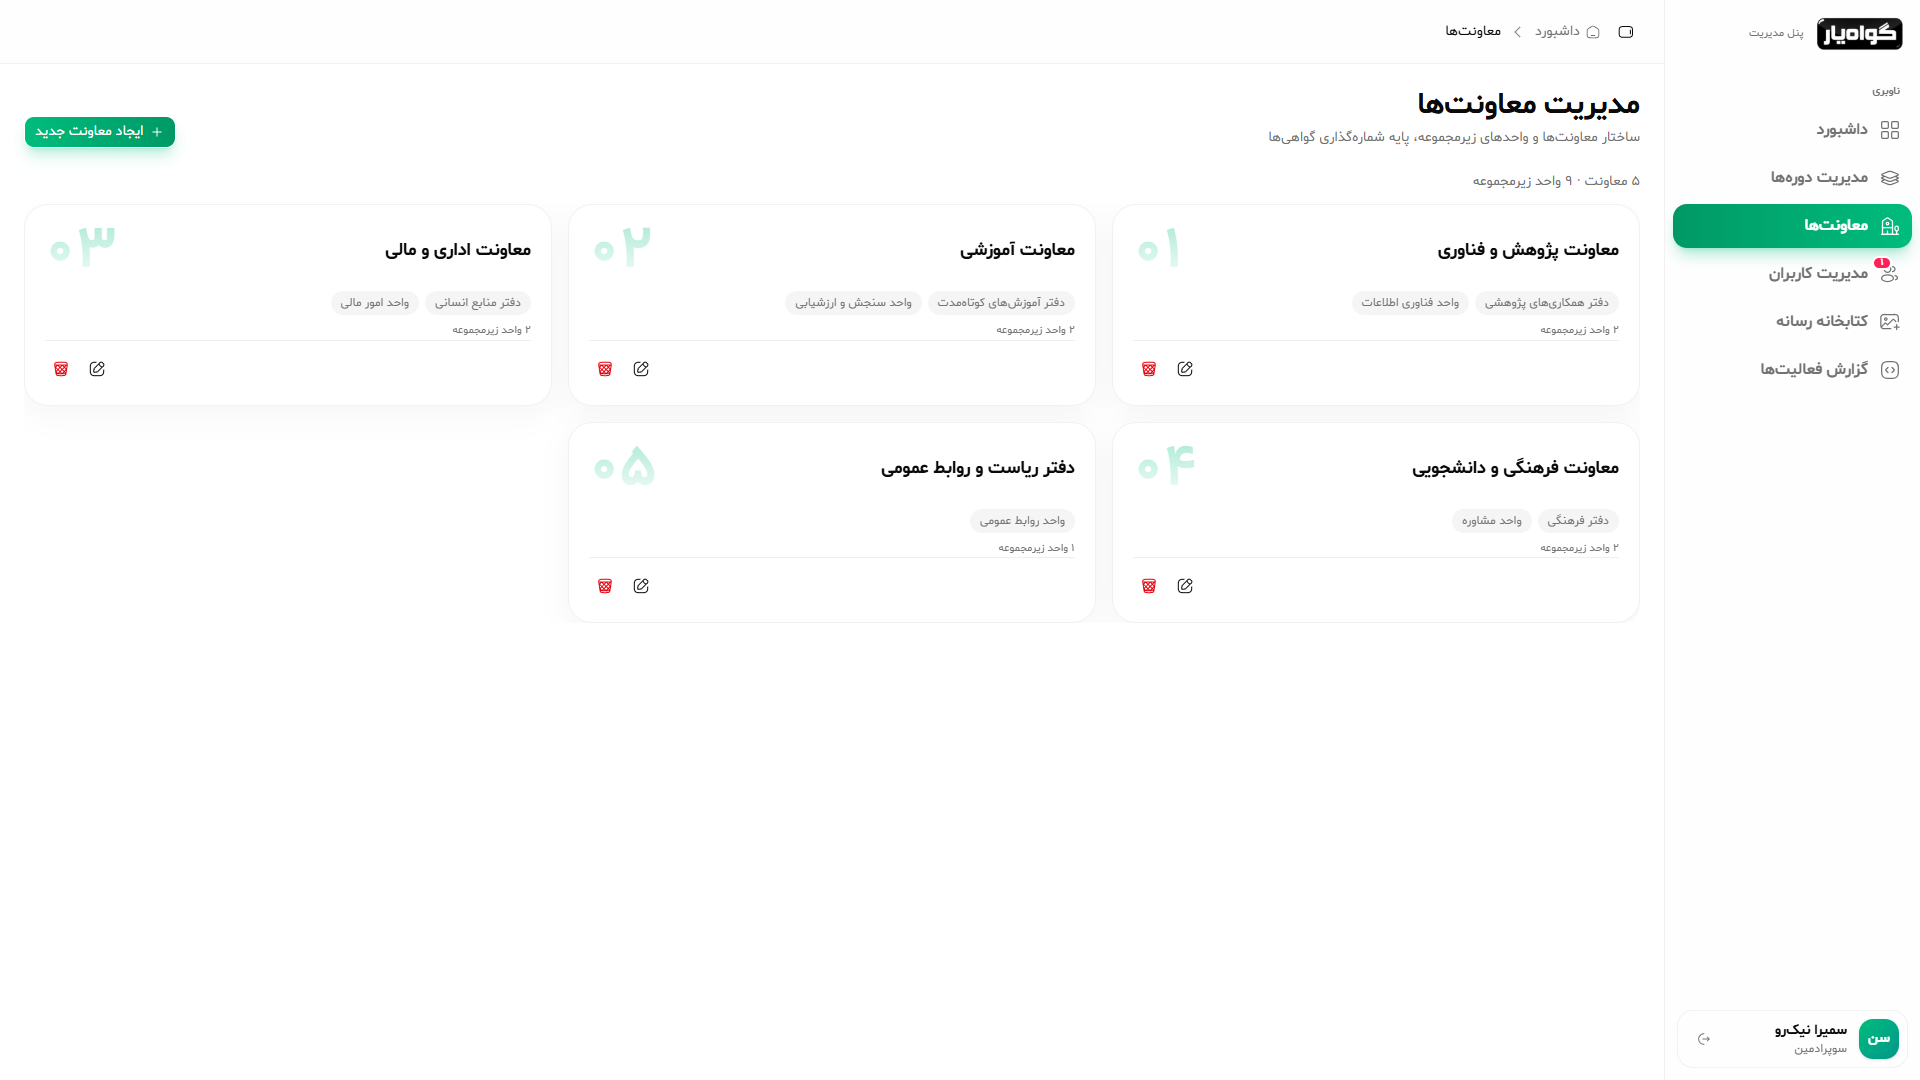 گواه‌یار
پنل مدیریت
ناوبری
داشبورد
مدیریت دوره‌ها
معاونت‌ها
مدیریت کاربران
۱
کتابخانه رسانه
گزارش فعالیت‌ها
سن
سمیرا نیک‌رو
سوپرادمین
داشبورد
معاونت‌ها
مدیریت معاونت‌ها
ساختار معاونت‌ها و واحدهای زیرمجموعه، پایه شماره‌گذاری گواهی‌ها
ایجاد معاونت جدید
۵ معاونت · ۹ واحد زیرمجموعه
معاونت پژوهش و فناوری
۰۱
دفتر همکاری‌های پژوهشی
واحد فناوری اطلاعات
۲ واحد زیرمجموعه
معاونت آموزشی
۰۲
دفتر آموزش‌های کوتاه‌مدت
واحد سنجش و ارزشیابی
۲ واحد زیرمجموعه
معاونت اداری و مالی
۰۳
دفتر منابع انسانی
واحد امور مالی
۲ واحد زیرمجموعه
معاونت فرهنگی و دانشجویی
۰۴
دفتر فرهنگی
واحد مشاوره
۲ واحد زیرمجموعه
دفتر ریاست و روابط عمومی
۰۵
واحد روابط عمومی
۱ واحد زیرمجموعه